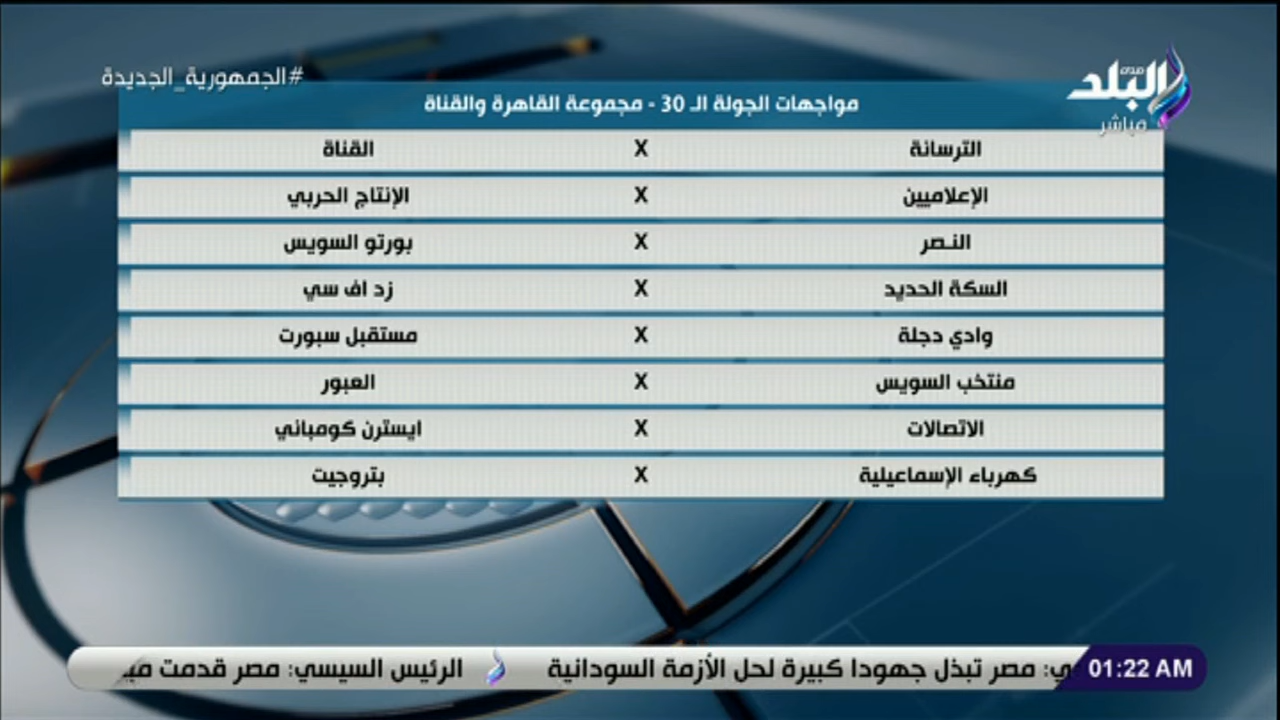 #الجمهورية_الجديدة
صدى البلد
مباشر
مواجهات الجولة الـ 30 - مجموعة القاهرة والقناة
الترسانة X القناة
الإعلاميين X الإنتاج الحربي
النصر X بورتو السويس
السكة الحديد X زد اف سي
وادي دجلة X مستقبل سبورت
منتخب السويس X العبور
الاتصالات X ايسترن كومباني
كهرباء الإسماعيلية X بتروجيت
01:22 AM ي: مصر تبذل جهودا كبيرة لحل الأزمة السودانية الرئيس السيسي: مصر قدمت